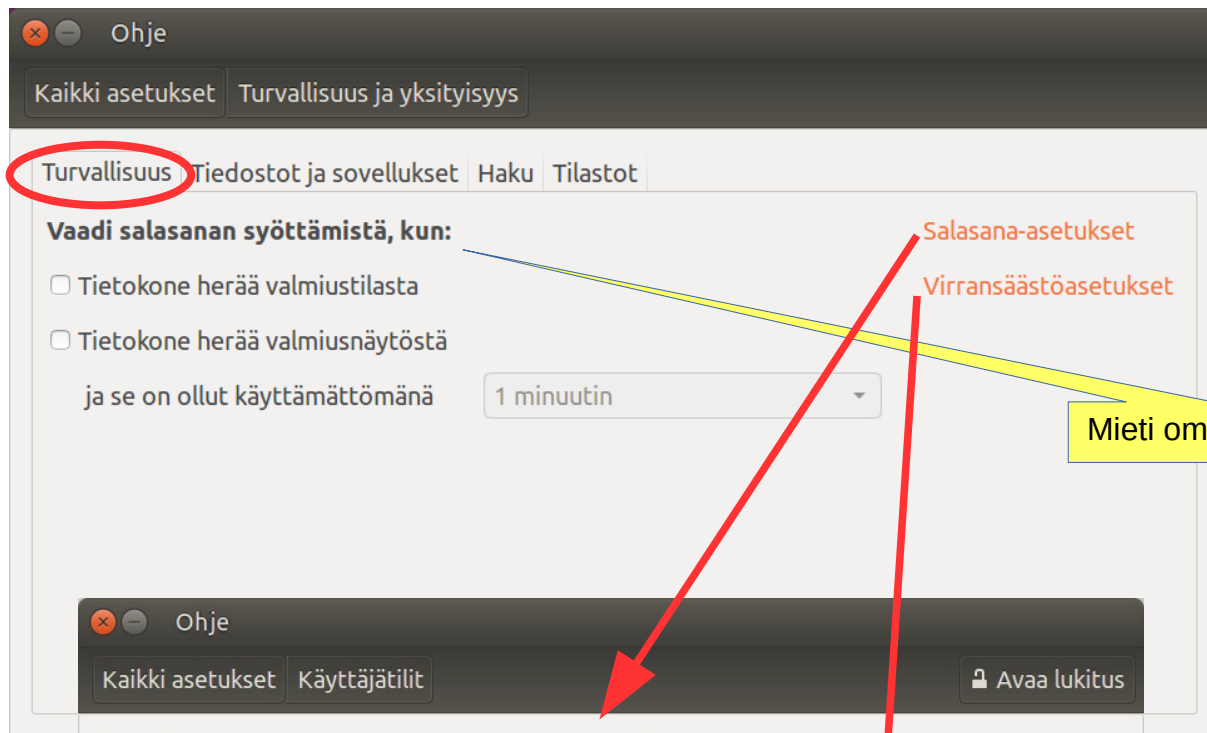 Ohje
Kaikki asetukset Turvallisuus ja yksityisyys
Turvallisuus Tiedostot ja sovellukset Haku Tilastot
Vaadi salasanan syöttämistä, kun: Salasana-asetukset
Tietokone herää valmiustilasta Virransäästöasetukset
Tietokone herää valmiusnäytöstä
ja se on ollut käyttämättömänä 1 minuutin
Mieti om
Ohje
Kaikki asetukset Käyttäjätilit Avaa lukitus